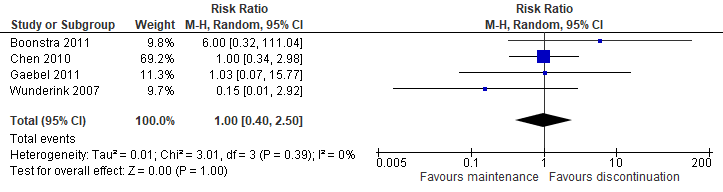 Risk Ratio Risk Ratio
Study or Subgroup Weight M-H, Random, 95% CI M-H, Random, 95% CI
Boonstra 2011 9.8% 6.00 [0.32, 111.04]
Chen 2010 69.2% 1.00 [0.34, 2.98]
Gaebel 2011 11.3% 1.03 [0.07, 15.77]
Wunderink 2007 9.7% 0.15 [0.01, 2.92]
Total (95% CI) 100.0% 1.00 [0.40, 2.50]
Total events
Heterogeneity: Tau² = 0.01; Chi² = 3.01, df = 3 (P = 0.39); I² = 0%
Test for overall effect: Z = 0.00 (P = 1.00)
0.005 0.1 1 10 200
Favours maintenance Favours discontinuation